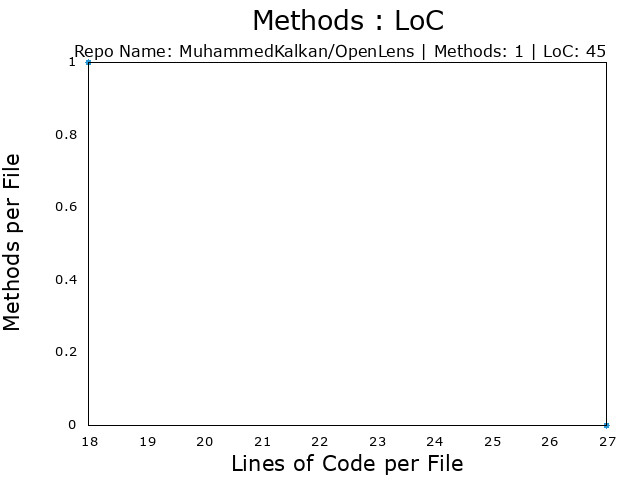 Methods : LoC
Repo Name: MuhammedKalkan/OpenLens | Methods: 1 | LoC: 45
1
0.8
0.6
0.4
0.2
0
Methods per File
18 19 20 21 22 23 24 25 26 27
Lines of Code per File